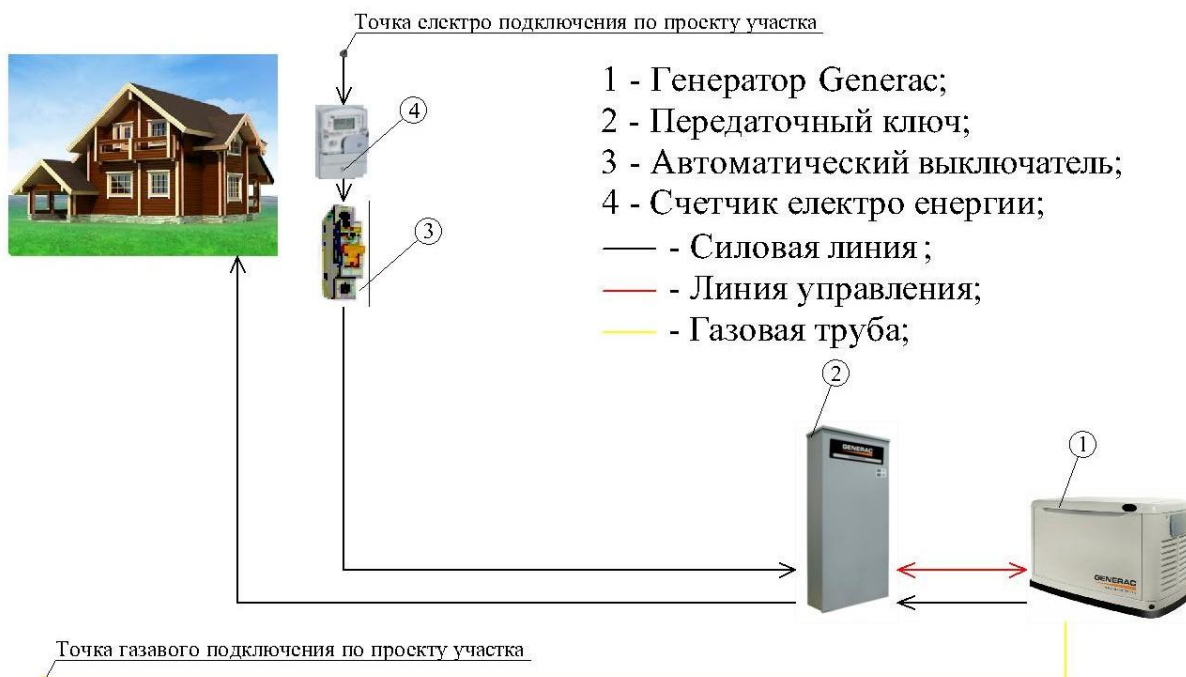 Точка електро подключения по проекту участка
1 - Генератор Generac;
2 - Передаточный ключ;
3 - Автоматический выключатель;
4 - Счетчик електро енергии;
- Силовая линия ;
- Линия управления;
- Газовая труба;
4
3
2
1
GENERAC
GENERAC
Точка газавого подключения по проекту участка